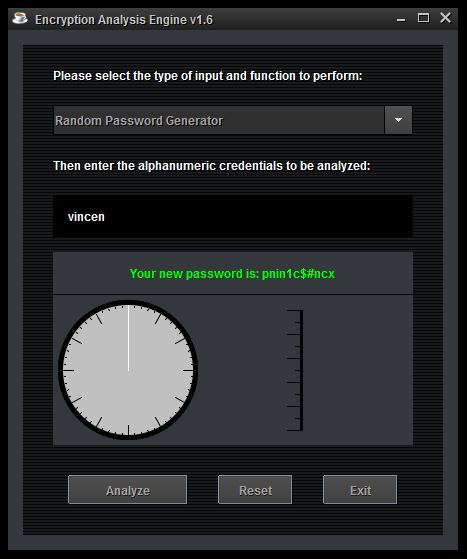 Encryption Analysis Engine v1.6
Please select the type of input and function to perform:
Random Password Generator
Then enter the alphanumeric credentials to be analyzed:
vincen
Your new password is: pnin1c$#ncx
Analyze
Reset
Exit